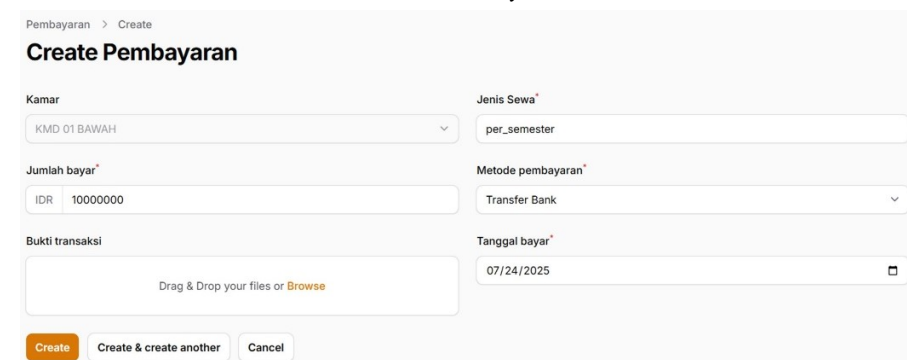 Pembayaran > Create
Create Pembayaran
Kamar
KMD 01 BAWAH
Jenis Sewa*
per_semester
Jumlah bayar*
IDR 10000000
Metode pembayaran*
Transfer Bank
Bukti transaksi
Drag & Drop your files or Browse
Tanggal bayar*
07/24/2025
Create
Create & create another
Cancel